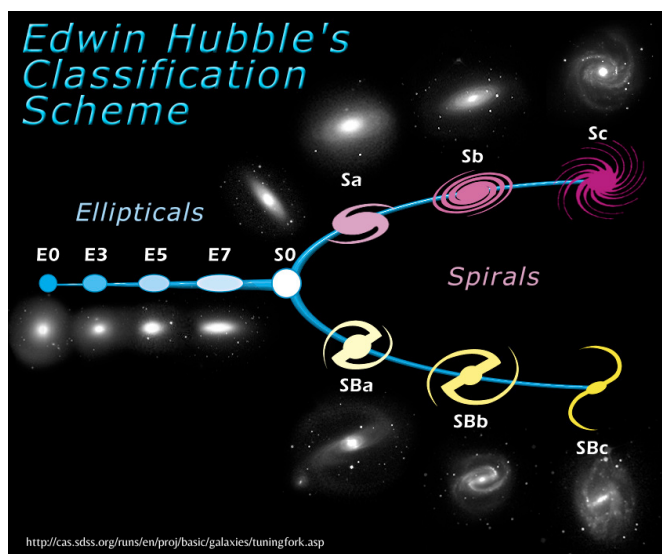 Edwin Hubble's
Classification
Scheme
Sc
Sb
Sa
Ellipticals
E0 E3 E5 E7 S0
Spirals
SBa
SBb
SBc
http://cas.sdss.org/runs/en/proj/basic/galaxies/tuningfork.asp